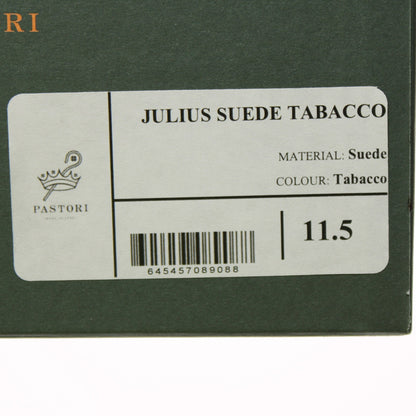 RI
JULIUS SUEDE TABACCO
MATERIAL: Suede
COLOUR: Tabacco
PASTORI
11.5
645457089088